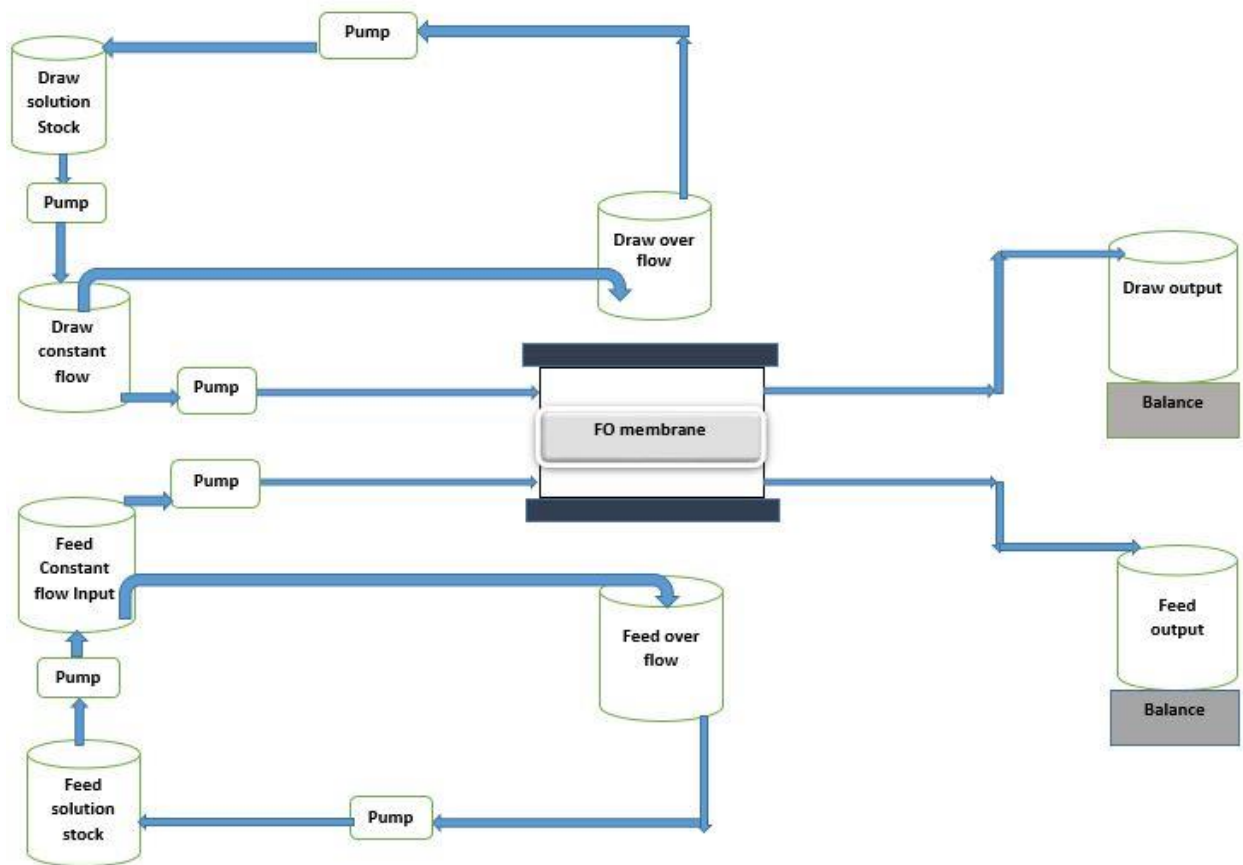 Pump
Draw
solution
Stock
Pump
Draw over
flow
Draw output
Draw
constant
flow
Pump
Balance
FO membrane
Pump
Feed
Constant
flow Input
Feed
output
Feed over
flow
Pump
Balance
Feed
solution
stock
Pump